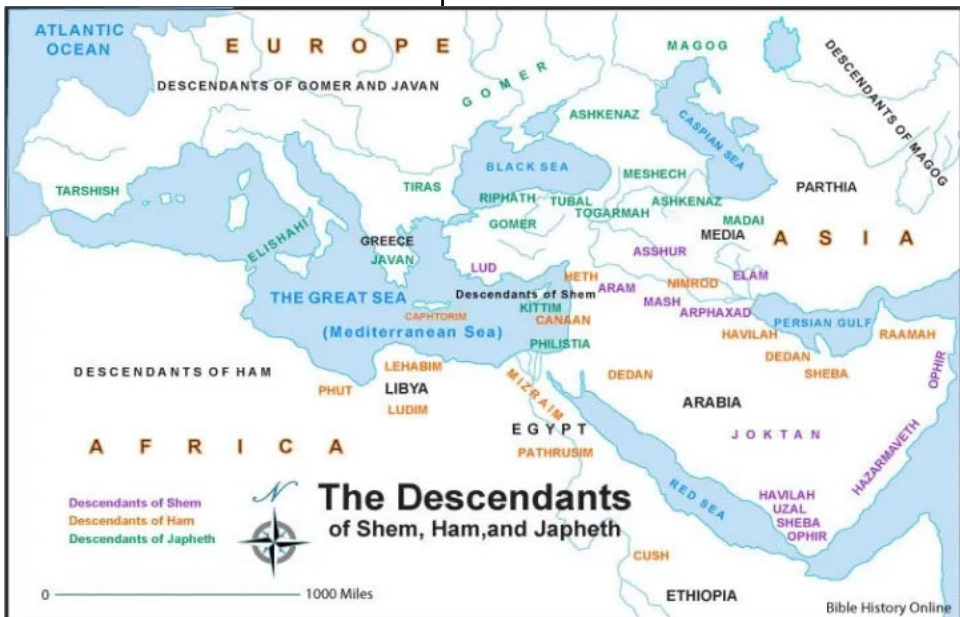 ATLANTIC
OCEAN
EUROPE
MAGOG
DESCENDANTS OF GOMER AND JAVAN
GOMER
DESCENDANTS OF MAGOG
ASHKENAZ
CASPIAN SEA
BLACK SEA
TARSHISH
TIRAS
MESHECH
PARTHIA
RIPHATH
TUBAL
ASHKENAZ
TOGARMAH
GOMER
MADAI
ELISHAHI
GREECE
JAVAN
MEDIA
ASIA
ASSHUR
LUD
HETH
ARAM
NIMROD
ELAM
THE GREAT SEA
(Mediterranean Sea)
Descendants of Shem
MASH
ARPHAXAD
KITTIM
CAPHTORIM
CANAAN
PERSIAN GULF
HAVILAH
RAAMAH
PHILISTIA
DEDAN
SHEBA
OPHIR
DESCENDANTS OF HAM
LEHABIM
PHUT
LIBYA
LUDIM
MIZRAIM
DEDAN
ARABIA
EGYPT
JOKTAN
AFRICA
PATHRUSIM
HAZARMAVETH
RED SEA
HAVILAH
UZAL
SHEBA
OPHIR
Descendants of Shem
Descendants of Ham
Descendants of Japheth
N
The Descendants
of Shem, Ham,and Japheth
CUSH
ETHIOPIA
0 1000 Miles
Bible History Online